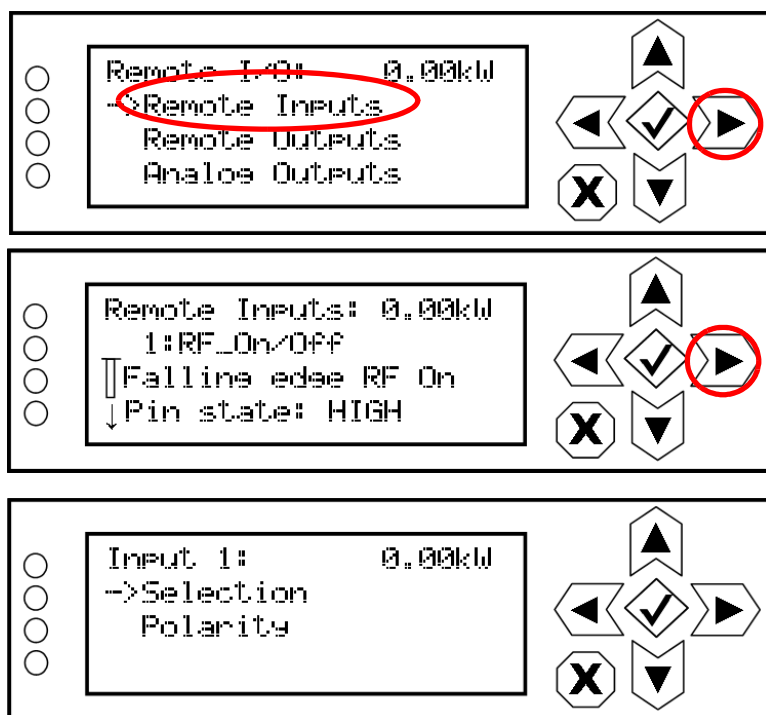 Remote I/O: 0.00kW
->Remote Inputs
Remote Outputs
Analog Outputs
X
Remote Inputs: 0.00kW
1:RF_On/Off
Falling edge RF On
↓Pin state: HIGH
X
Input 1: 0.00kW
->Selection
Polarity
X